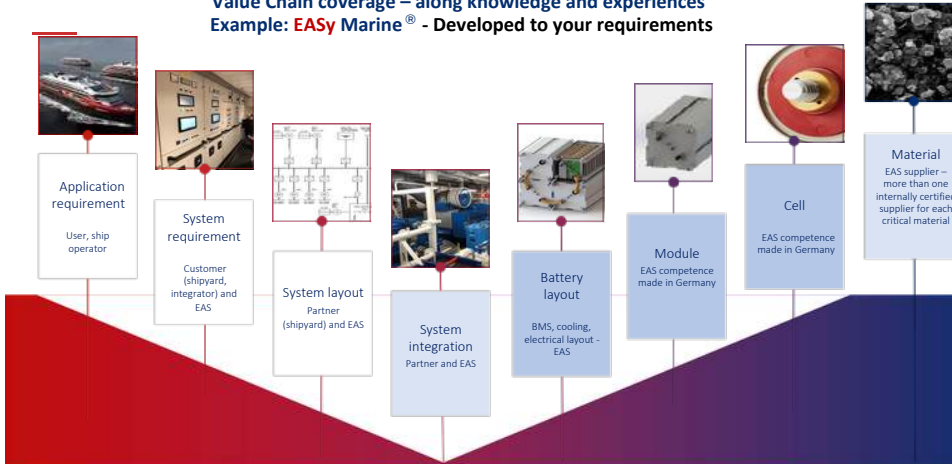 Value Chain coverage – along knowledge and experiences
Example: EASy Marine® - Developed to your requirements
Application
requirement
User, ship
operator
System
requirement
Customer
(shipyard,
integrator) and
EAS
System layout
Partner
(shipyard) and EAS
System
integration
Partner and EAS
Battery
layout
BMS, cooling,
electrical layout -
EAS
Module
EAS competence
made in Germany
Cell
EAS competence
made in Germany
Material
EAS supplier –
more than one
internally certified
supplier for each
critical material